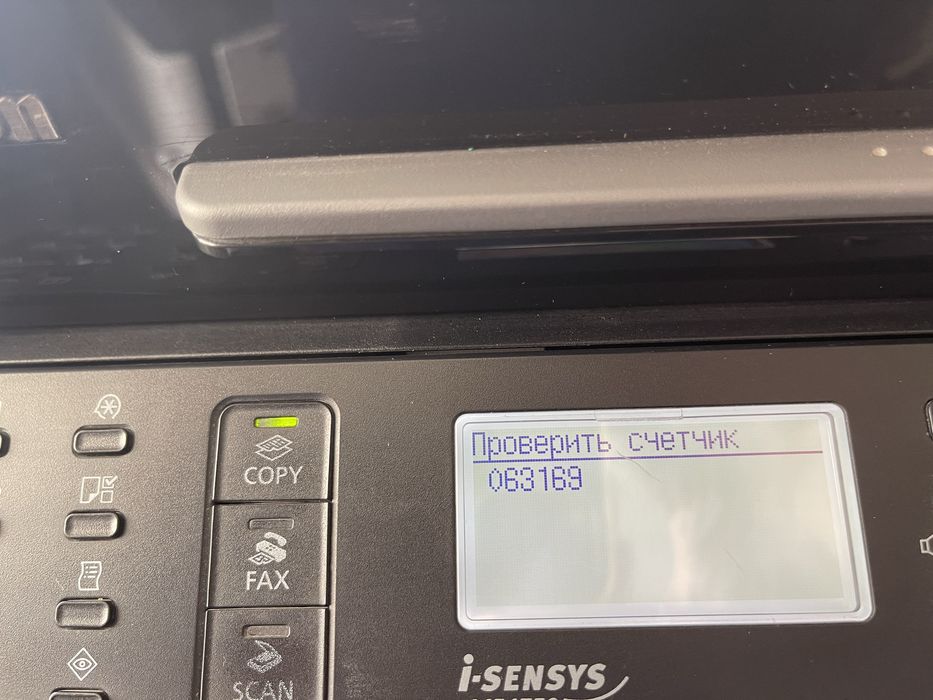 Проверить счетчик
063169
COPY
FAX
SCAN
i-SENSYS